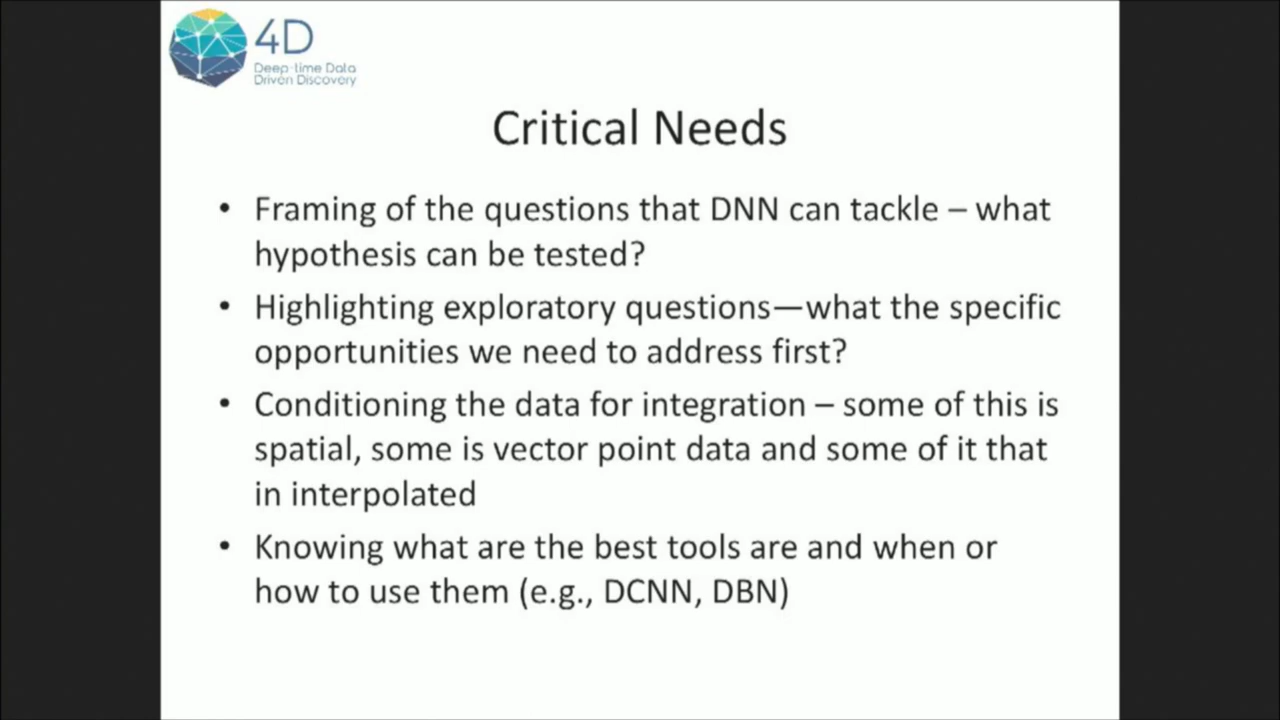 4D
Deep-time Data
Driven Discovery
Critical Needs
• Framing of the questions that DNN can tackle – what
hypothesis can be tested?
• Highlighting exploratory questions—what the specific
opportunities we need to address first?
• Conditioning the data for integration – some of this is
spatial, some is vector point data and some of it that
in interpolated
• Knowing what are the best tools are and when or
how to use them (e.g., DCNN, DBN)